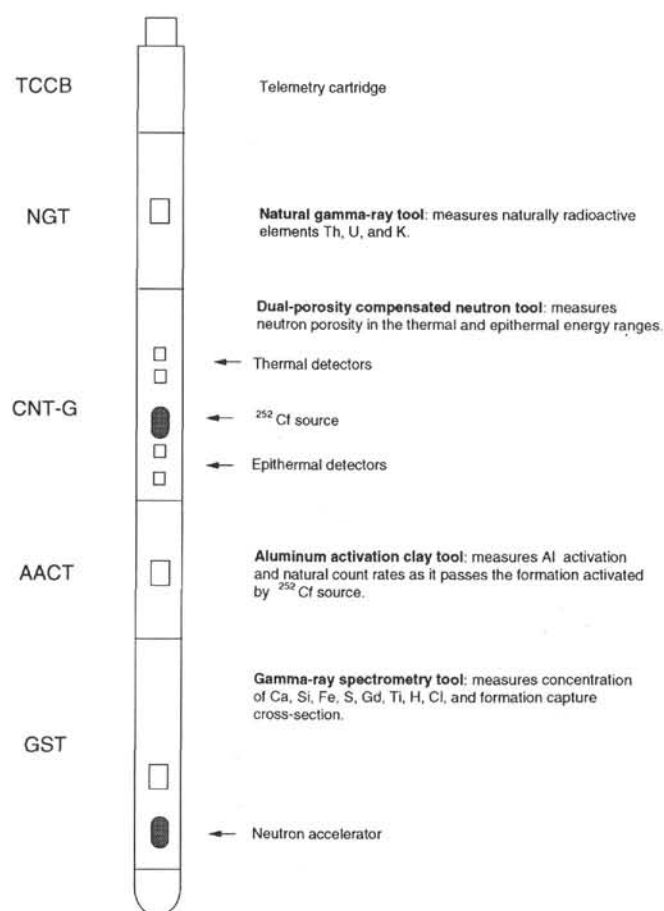 TCCB
Telemetry cartridge
NGT
Natural gamma-ray tool: measures naturally radioactive
elements Th, U, and K.
Dual-porosity compensated neutron tool: measures
neutron porosity in the thermal and epithermal energy ranges.
Thermal detectors
CNT-G
252 Cf source
Epithermal detectors
AACT
Aluminum activation clay tool: measures Al activation
and natural count rates as it passes the formation activated
by 252 Cf source.
Gamma-ray spectrometry tool: measures concentration
of Ca, Si, Fe, S, Gd, Ti, H, Cl, and formation capture
cross-section.
GST
Neutron accelerator